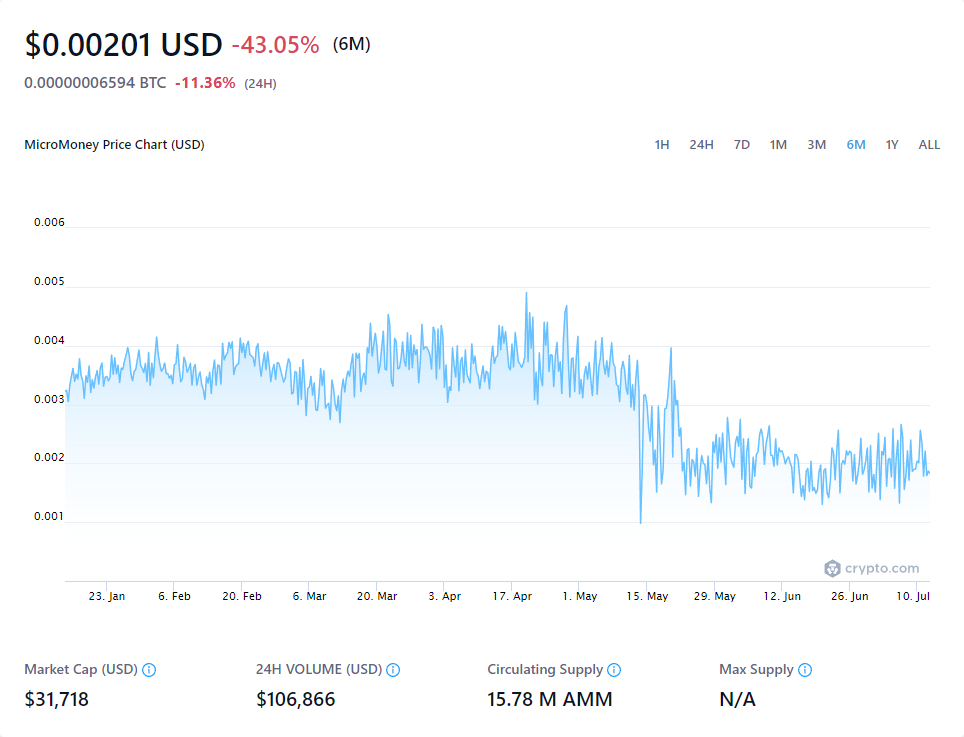 $0.00201 USD -43.05% (6M)
0.00000006594 BTC -11.36% (24H)
MicroMoney Price Chart (USD) 1H 24H 7D 1M 3M 6M 1Y ALL
0.006
0.005
0.004
0.003
0.002
0.001
crypto.com
23. Jan 6. Feb 20. Feb 6. Mar 20. Mar 3. Apr 17. Apr 1. May 15. May 29. May 12. Jun 26. Jun 10. Jul
Market Cap (USD) 24H VOLUME (USD) Circulating Supply Max Supply
$31,718 $106,866 15.78 M AMM N/A